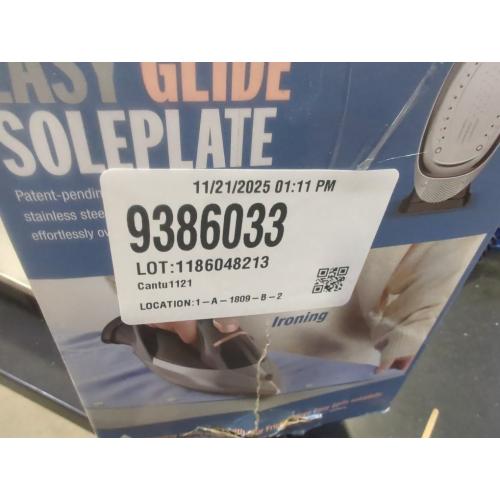 EASY GLIDE
SOLEPLATE
Patent-pendin
stainless stee
effortlessly ov
11/21/2025 01:11 PM
9386033
LOT:1186048213
Cantu1121
LOCATION:1-A-1809-B-2
Ironing